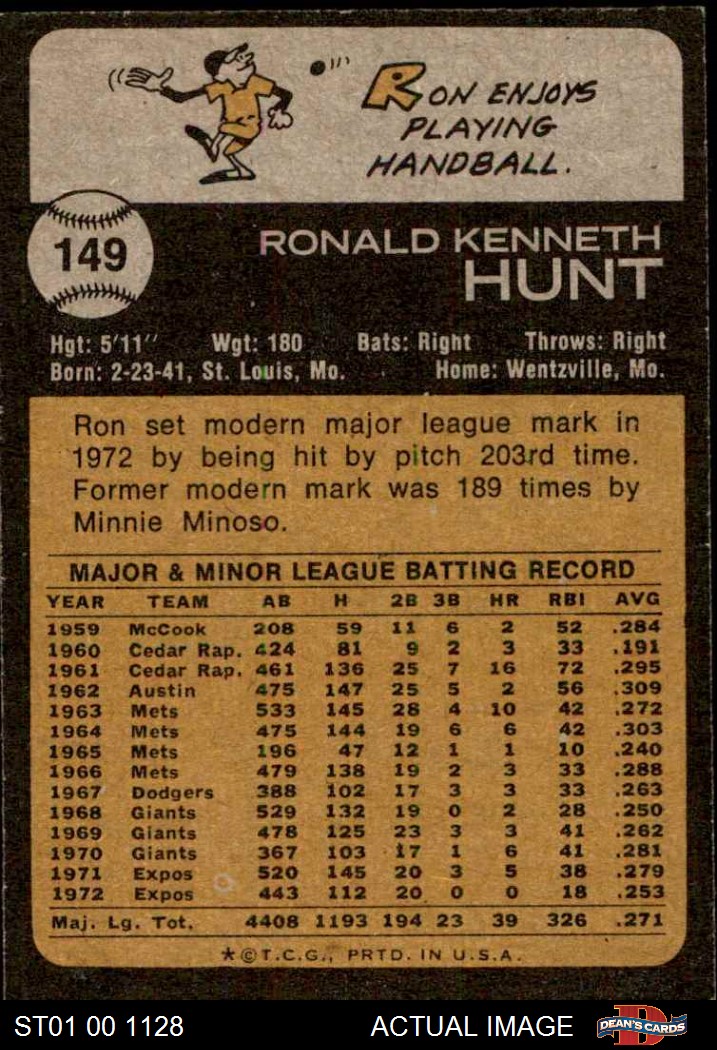 RON ENJOYS
PLAYING
HANDBALL.
149
RONALD KENNETH
HUNT
Hgt: 5'11" Wgt: 180 Bats: Right Throws: Right
Born: 2-23-41, St. Louis, Mo. Home: Wentzville, Mo.
Ron set modern major league mark in
1972 by being hit by pitch 203rd time.
Former modern mark was 189 times by
Minnie Minoso.
MAJOR & MINOR LEAGUE BATTING RECORD
YEAR TEAM AB H 2B 3B HR RBI AVG
1959 McCook 208 59 11 6 2 52 .284
1960 Cedar Rap. 424 81 9 2 3 33 .191
1961 Cedar Rap. 461 136 25 7 16 72 .295
1962 Austin 475 147 25 5 2 56 .309
1963 Mets 533 145 28 4 10 42 .272
1964 Mets 475 144 19 6 6 42 .303
1965 Mets 196 47 12 1 1 10 .240
1966 Mets 479 138 19 2 3 33 .288
1967 Dodgers 388 102 17 3 3 33 .263
1968 Giants 529 132 19 0 2 28 .250
1969 Giants 478 125 23 3 3 41 .262
1970 Giants 367 103 17 1 6 41 .281
1971 Expos 520 145 20 3 5 38 .279
1972 Expos 443 112 20 0 0 18 .253
Maj. Lg. Tot. 4408 1193 194 23 39 326 .271
*©T.C.G., PRTD. IN U.S.A.
ST01 00 1128 ACTUAL IMAGE DEAN'S CARDS